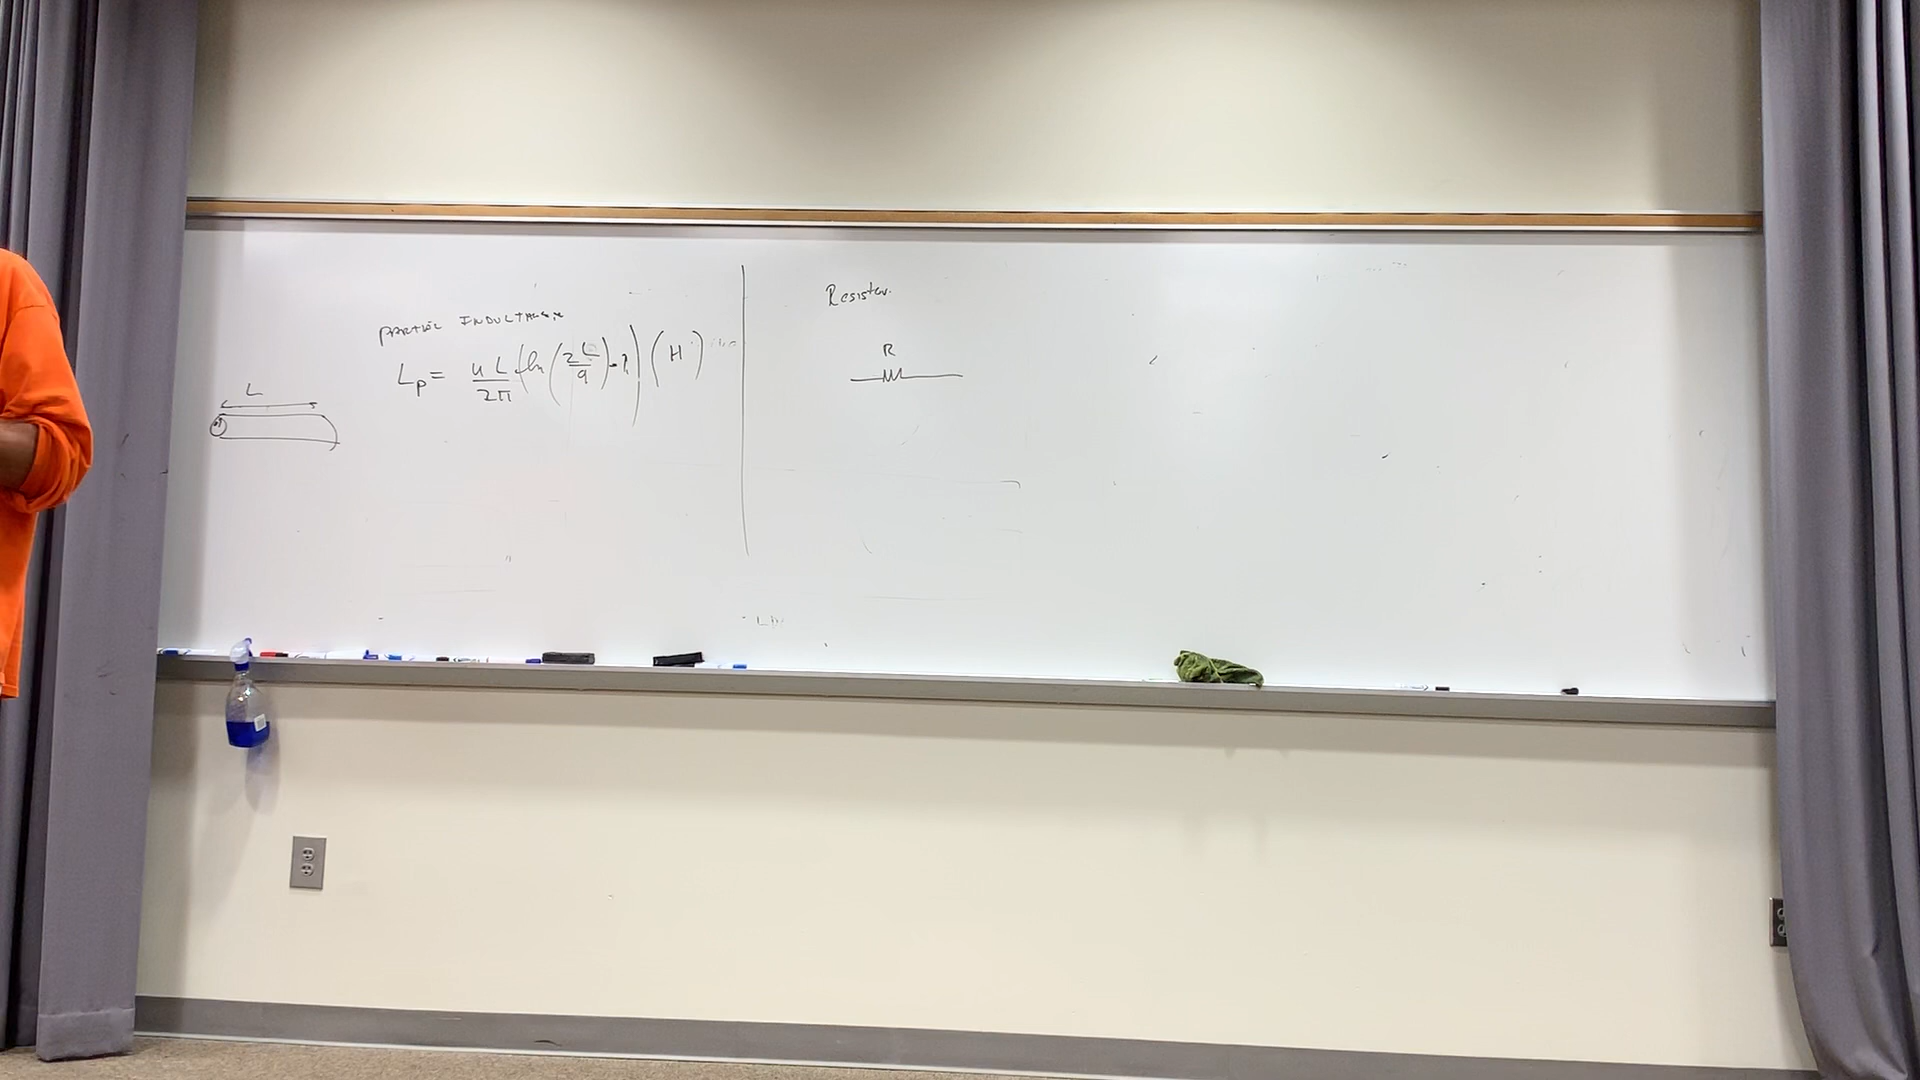 PARTIAL INDUCTANCE
Lp = μL/2π (ln(2L/a) - 1) (H)
L
a
Resistor.
R